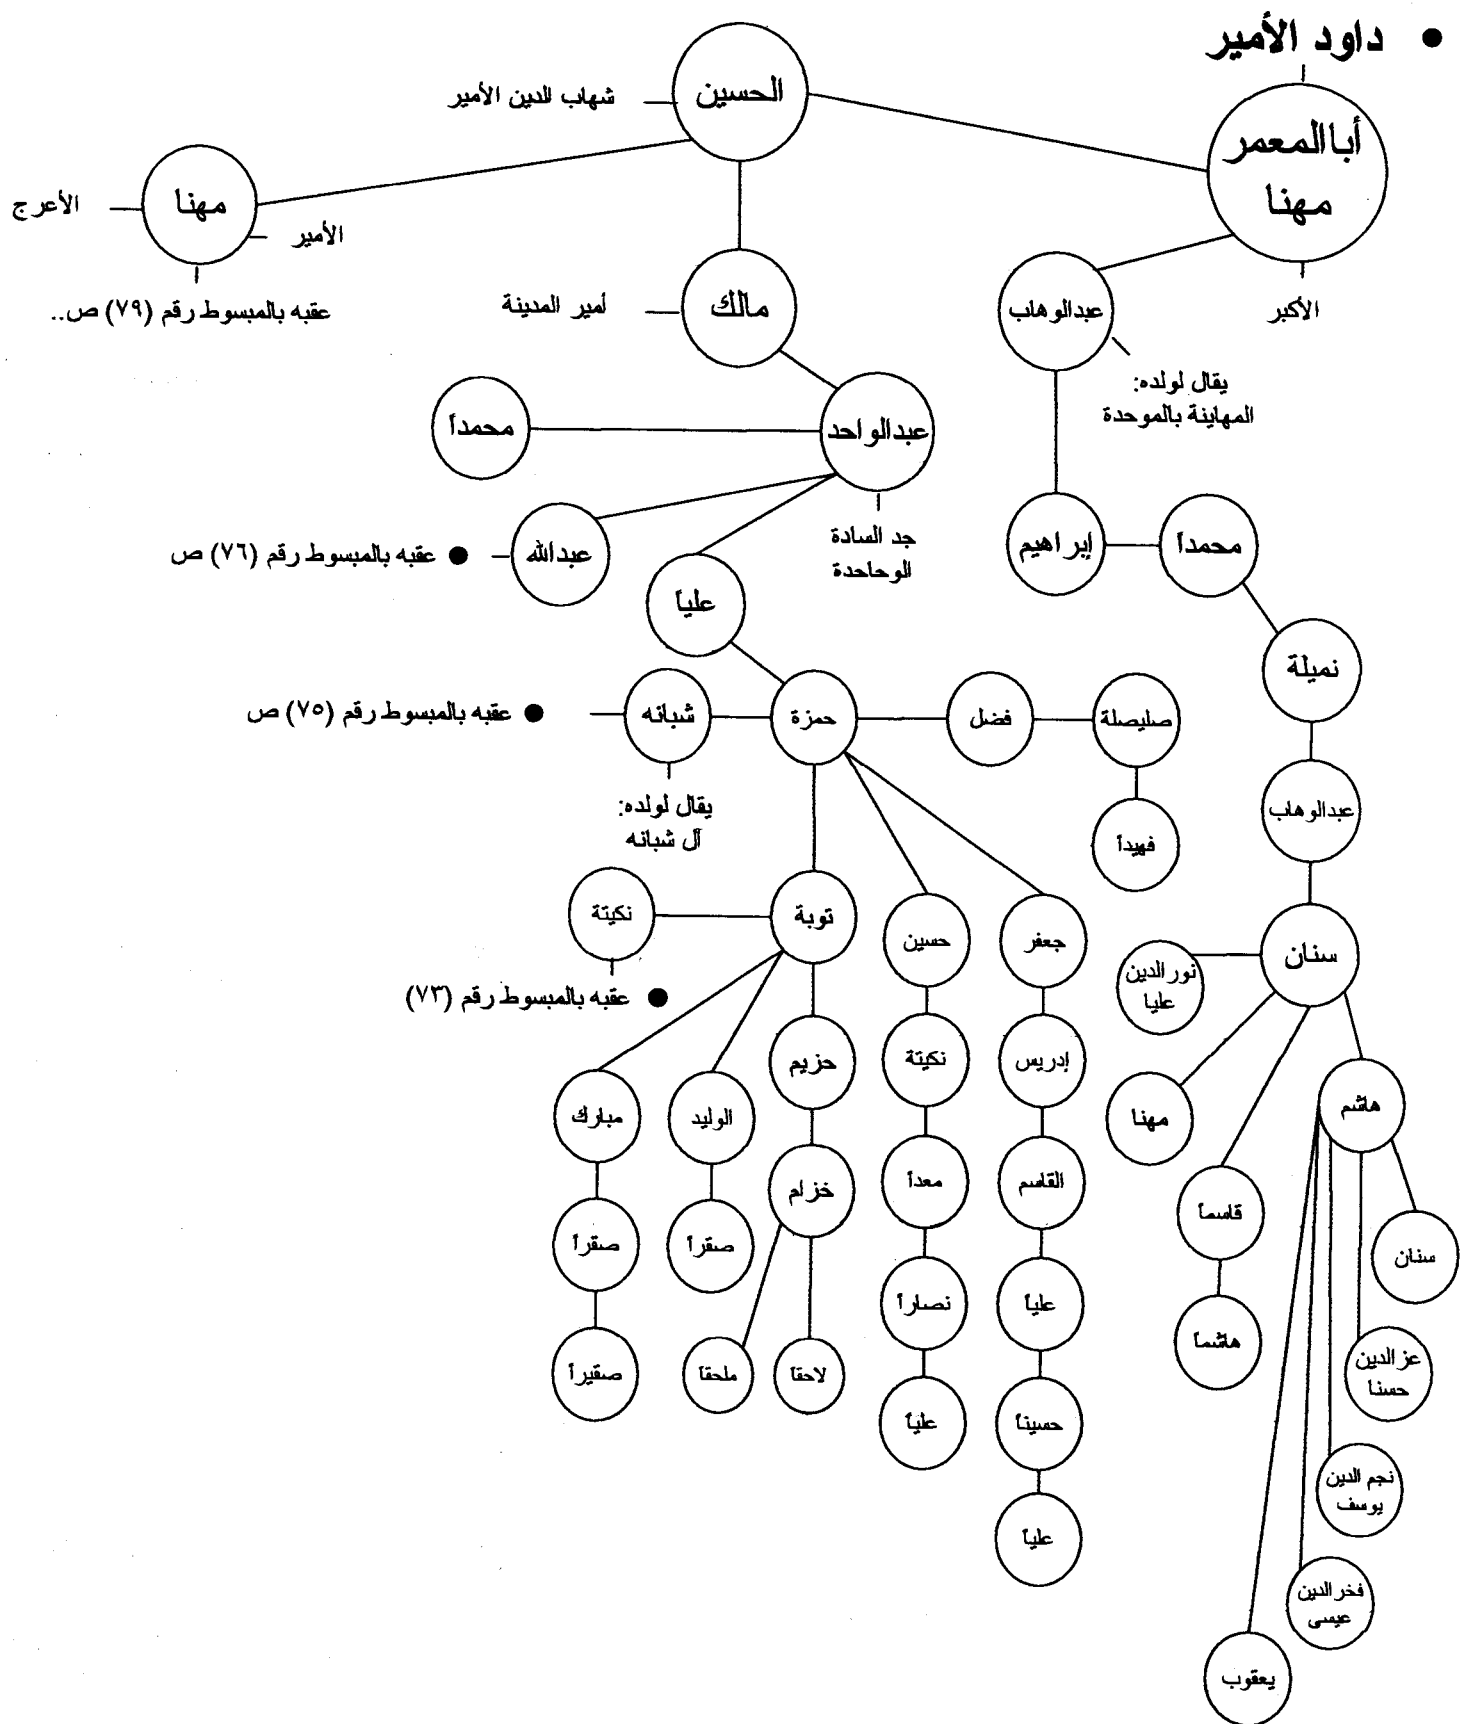 ● داود الأمير
أبا المعمر
مهنا
الأكبر
الحسين
شهاب الدين الأمير
مهنا
الأعرج
الأمير
عقبه بالمبسوط رقم (٧٩) ص..
مالك
أمير المدينة
عبدالوهاب
يقال لولده:
المهاينة بالموحدة
عبدالواحد
محمداً
جد السادة
الوحاحدة
عبدالله
● عقبه بالمبسوط رقم (٧٦) ص
علياً
محمداً
إبراهيم
نميلة
صليصلة
فضل
حمزة
شبانه
● عقبه بالمبسوط رقم (٧٥) ص
يقال لولده:
آل شبانه
عبدالوهاب
فهيداً
سنان
جعفر
حسين
توبة
نكيتة
● عقبه بالمبسوط رقم (٧٣)
نور الدين
عليا
هاشم
مهنا
إدريس
نكيتة
حزيم
الوليد
مبارك
قاسماً
القاسم
معداً
خزام
صقراً
صقراً
سنان
هاشماً
علياً
نصاراً
لاحقا
ملحقا
صقيراً
عز الدين
حسنا
حسيناً
علياً
نجم الدين
يوسف
علياً
فخر الدين
عيسى
يعقوب